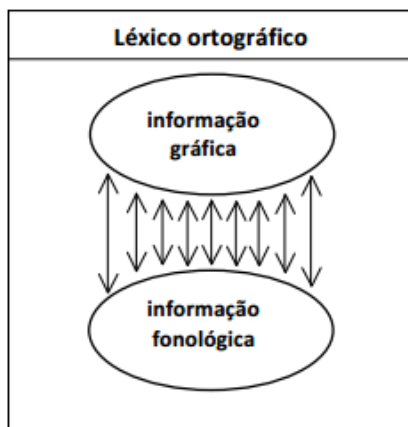 Léxico ortográfico
informação
gráfica
informação
fonológica